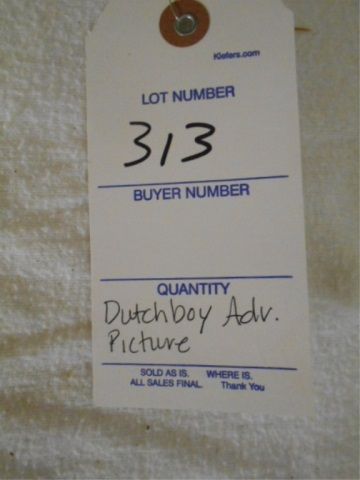 Kiefers.com
LOT NUMBER
313
BUYER NUMBER
QUANTITY
Dutchboy Adv.
Picture
SOLD AS IS. WHERE IS.
ALL SALES FINAL. Thank You